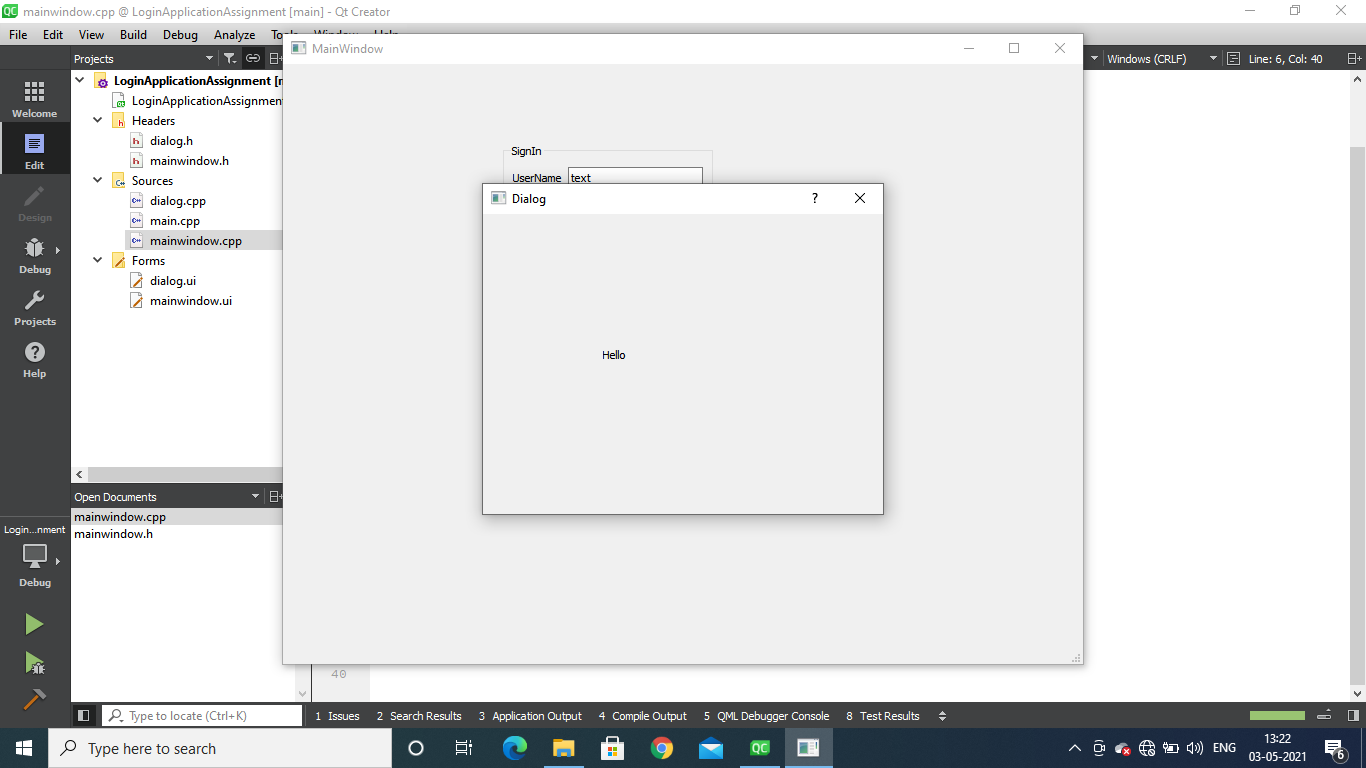 QC mainwindow.cpp @ LoginApplicationAssignment [main] - Qt Creator
File Edit View Build Debug Analyze
MainWindow
Projects
Windows (CRLF) Line: 6, Col: 40
Welcome
Edit
Design
Debug
Projects
Help
LoginApplicationAssignment
LoginApplicationAssignment
Headers
dialog.h
mainwindow.h
Sources
dialog.cpp
main.cpp
mainwindow.cpp
Forms
dialog.ui
mainwindow.ui
SignIn
UserName text
Dialog ?
Hello
Open Documents
mainwindow.cpp
mainwindow.h
Login...nment
Debug
40
Type to locate (Ctrl+K) 1 Issues 2 Search Results 3 Application Output 4 Compile Output 5 QML Debugger Console 8 Test Results
Type here to search
QC
ENG
13:22
03-05-2021
6